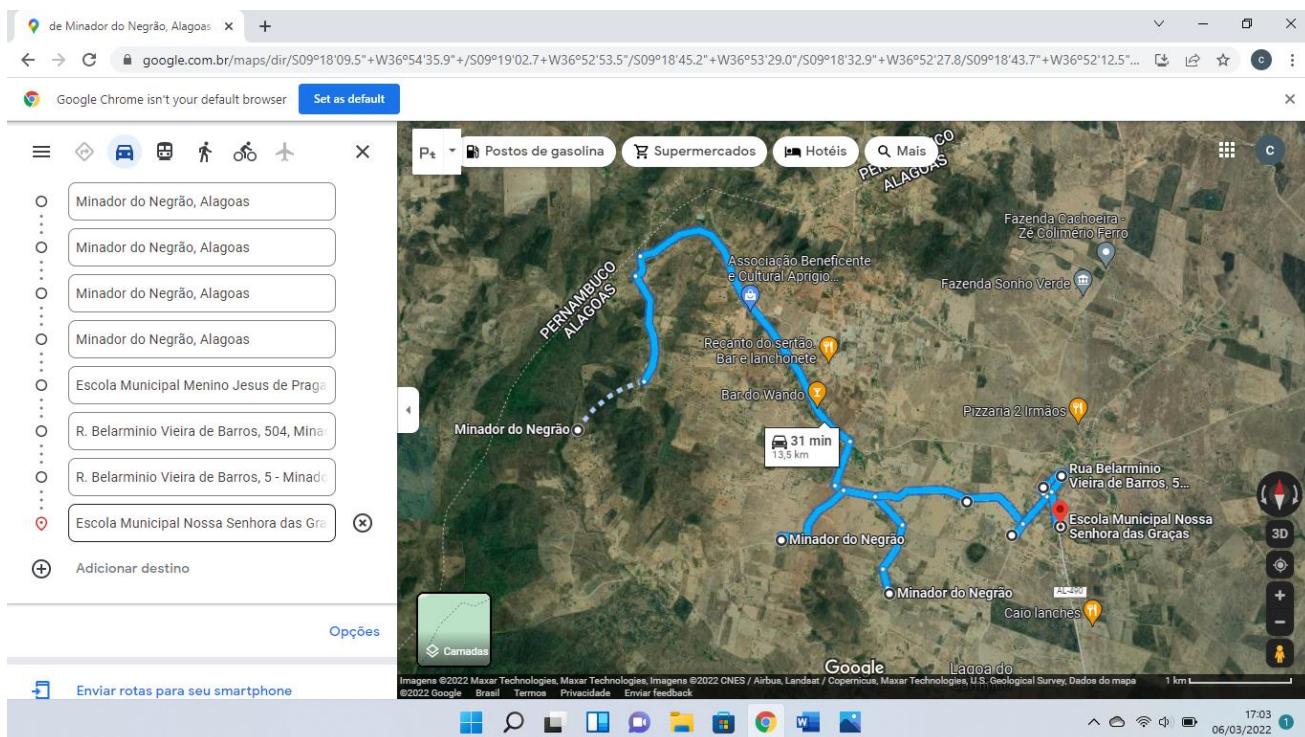 de Minador do Negrão, Alagoas
google.com.br/maps/dir/S09°18'09.5"+W36°54'35.9"+/S09°19'02.7+W36°52'53.5"/S09°18'45.2"+W36°53'29.0"/S09°18'32.9"+W36°52'27.8/S09°18'43.7"+W36°52'12.5"...
C
Google Chrome isn't your default browser
Set as default
Minador do Negrão, Alagoas
Minador do Negrão, Alagoas
Minador do Negrão, Alagoas
Minador do Negrão, Alagoas
Escola Municipal Menino Jesus de Praga
R. Belarminio Vieira de Barros, 504, Mina
R. Belarminio Vieira de Barros, 5 - Minado
Escola Municipal Nossa Senhora das Gra
Adicionar destino
Opções
Enviar rotas para seu smartphone
Postos de gasolina
Supermercados
Hotéis
Mais
C
ALAGOAS
Fazenda Cachoeira -
Zé Colimério Ferro
Associação Beneficente
e Cultural Aprigio...
Fazenda Sonho Verde
PERNAMBUCO
ALAGOAS
Recanto do sertão,
Bar e lanchonete
Bar do Wando
Pizzaria 2 Irmãos
Minador do Negrão
31 min
13,5 km
Rua Belarminio
Vieira de Barros, 5...
Escola Municipal Nossa
Senhora das Graças
Minador do Negrão
3D
Minador do Negrão
AL-490
Caio lanches
Camadas
Google
Lagoa do
Imagens ©2022 Maxar Technologies, Imagens ©2022 CNES / Airbus, Landsat / Copernicus, Maxar Technologies, U.S. Geological Survey, Dados do mapa
1 km
©2022 Google
Brasil
Termos
Privacidade
Enviar feedback
17:03
06/03/2022
1